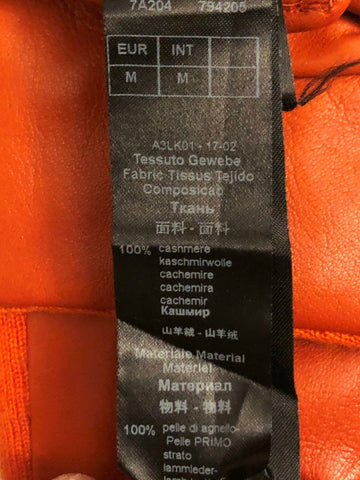 7A204 794205
EUR INT
M M
A3LK01 - 17-02
Tessuto Gewebe
Fabric Tissus Tejido
Composicao
Ткань
面料 - 面料
100% cashmere
kaschmirwolle
cachemire
cachemira
cachemir
Кашмир
山羊绒 - 山羊絨
Materiale Material
Materiel
Материал
物料 - 物料
100% pelle di agnello-
Pelle PRIMO
strato
lammleder-